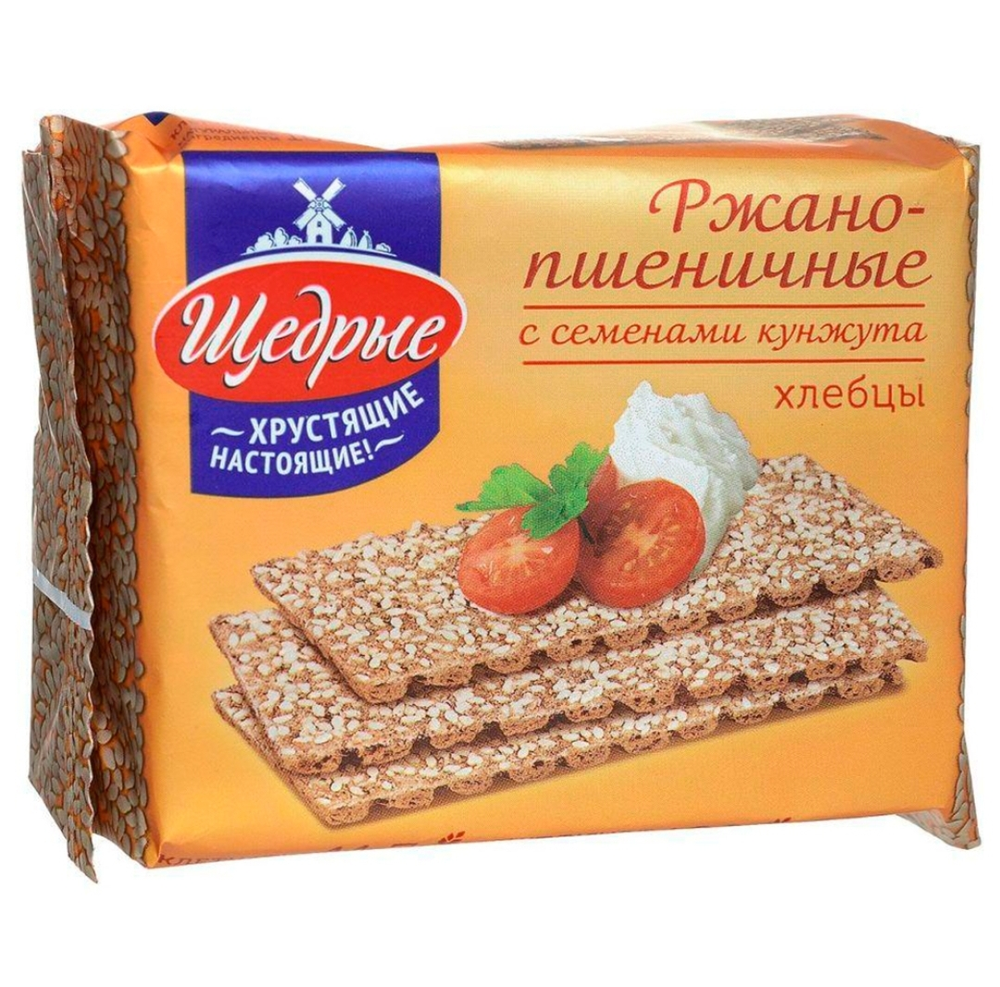 Щедрые
~ ХРУСТЯЩИЕ
НАСТОЯЩИЕ! ~
Ржано-
пшеничные
с семенами кунжута
хлебцы